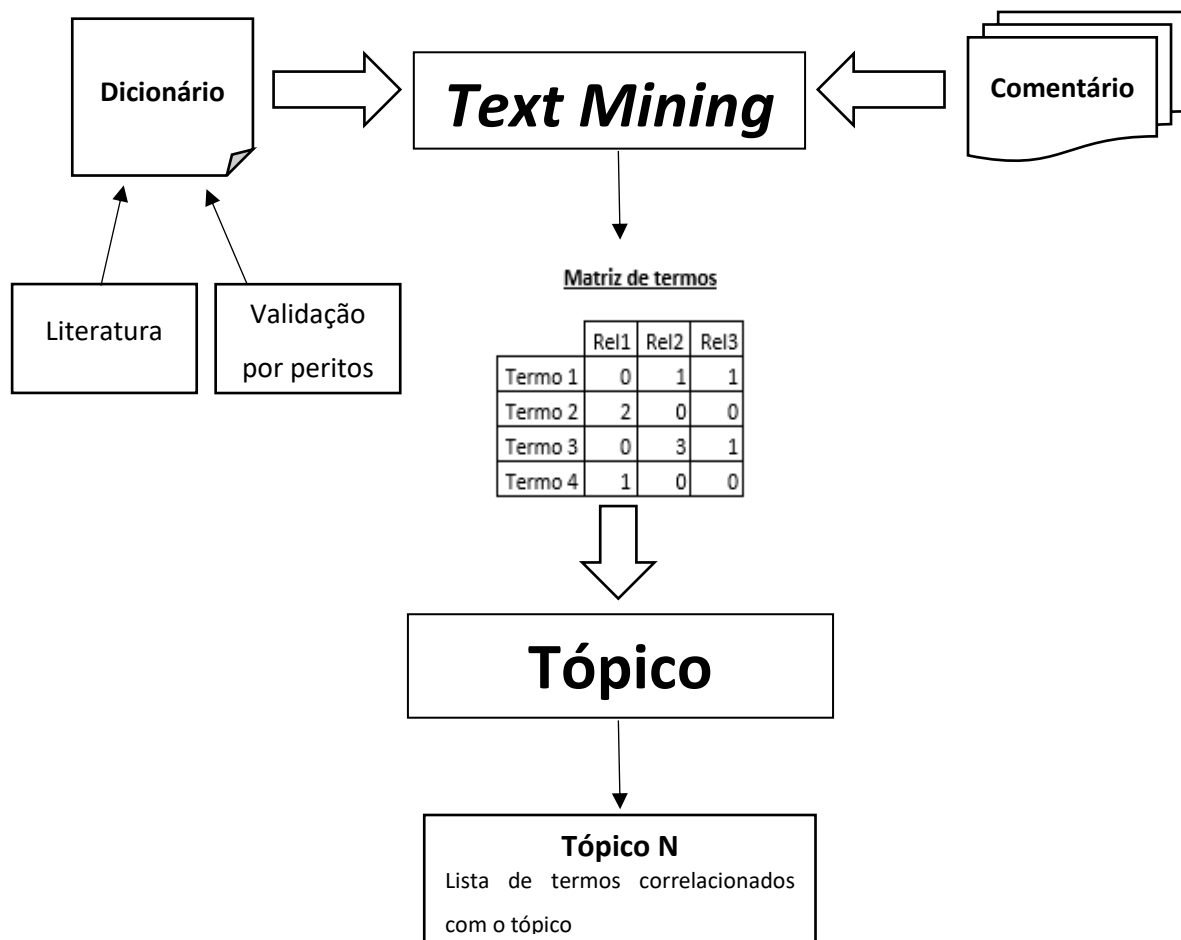 Dicionário
Text Mining
Comentário
Literatura
Validação
por peritos
Matriz de termos
Rel1 Rel2 Rel3
Termo 1 0 1 1
Termo 2 2 0 0
Termo 3 0 3 1
Termo 4 1 0 0
Tópico
Tópico N
Lista de termos correlacionados
com o tópico